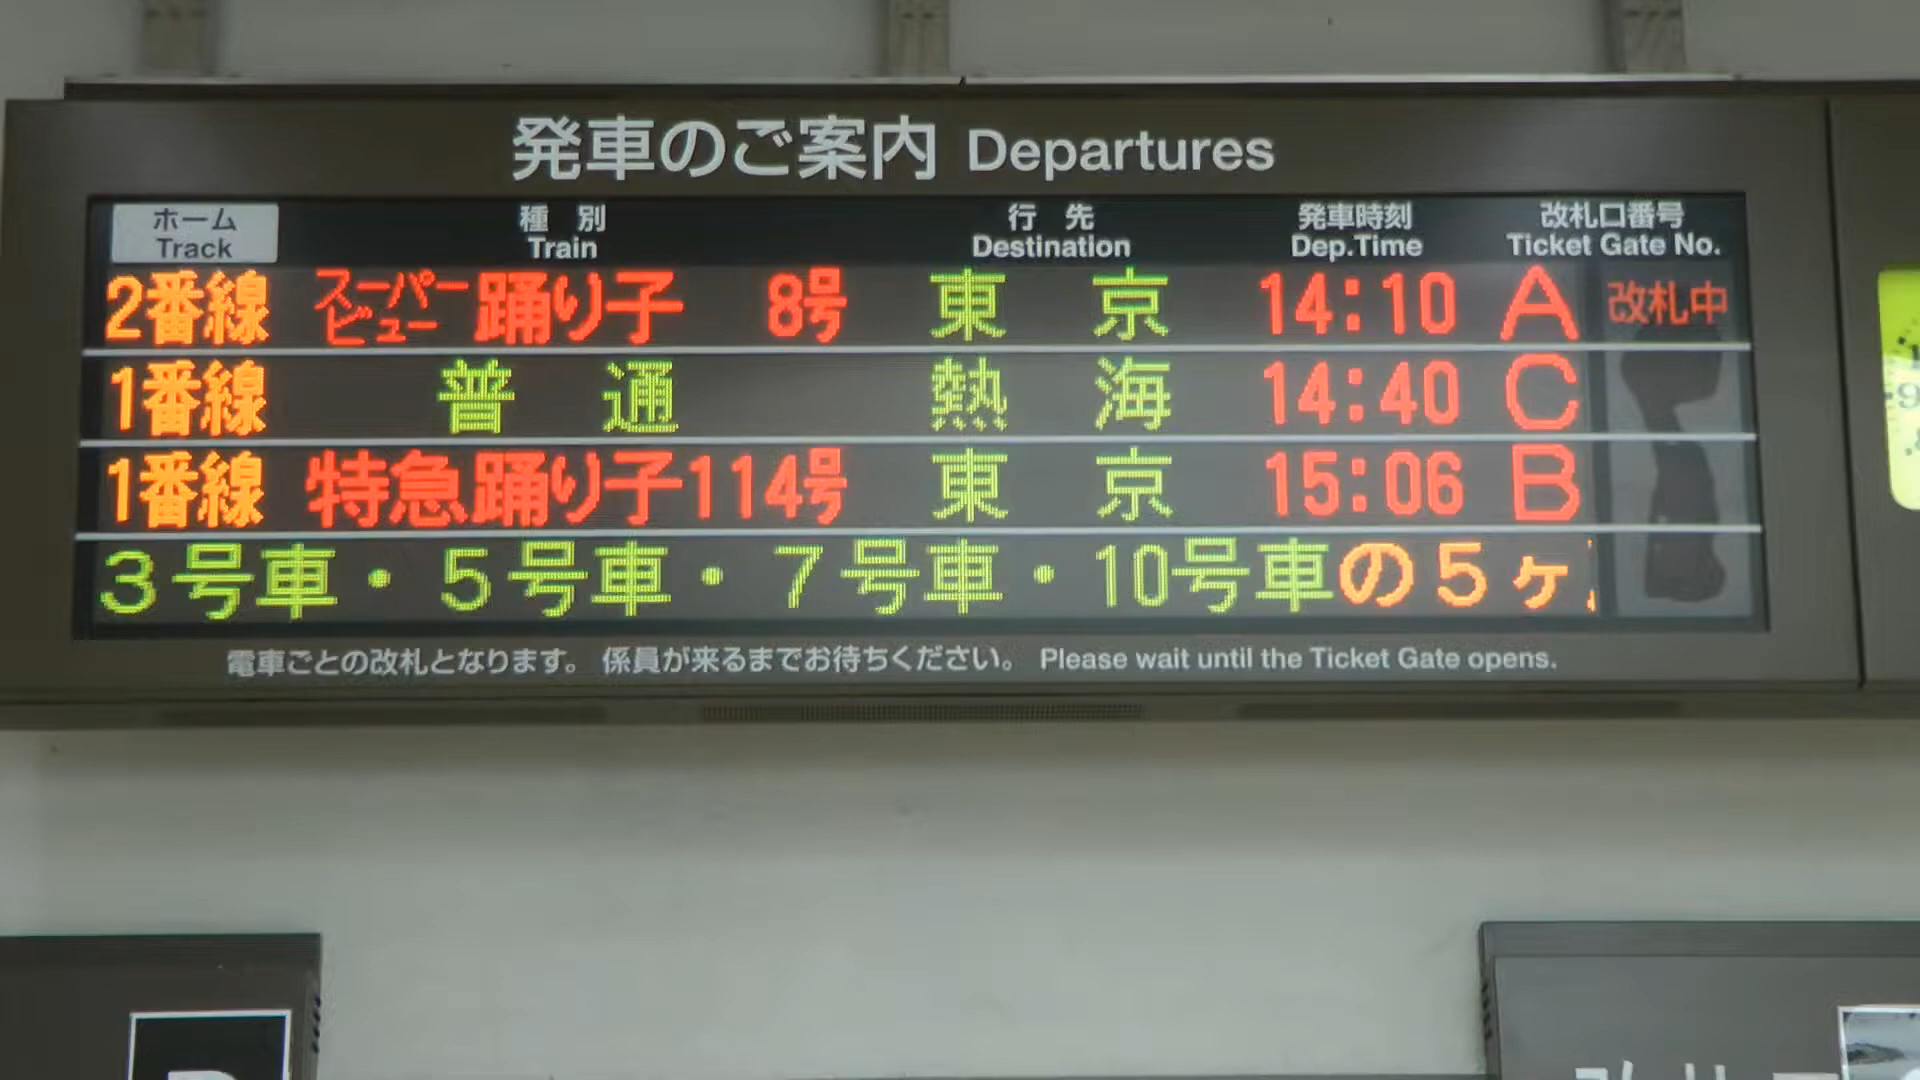 発車のご案内 Departures
ホーム 種 別 行 先 発車時刻 改札口番号
Track Train Destination Dep.Time Ticket Gate No.
2番線 スーパービュー踊り子 8号 東 京 14:10 A 改札中
1番線 普 通 熱 海 14:40 C
1番線 特急踊り子114号 東 京 15:06 B
3号車・5号車・7号車・10号車の5ヶ
電車ごとの改札となります。 係員が来るまでお待ちください。 Please wait until the Ticket Gate opens.